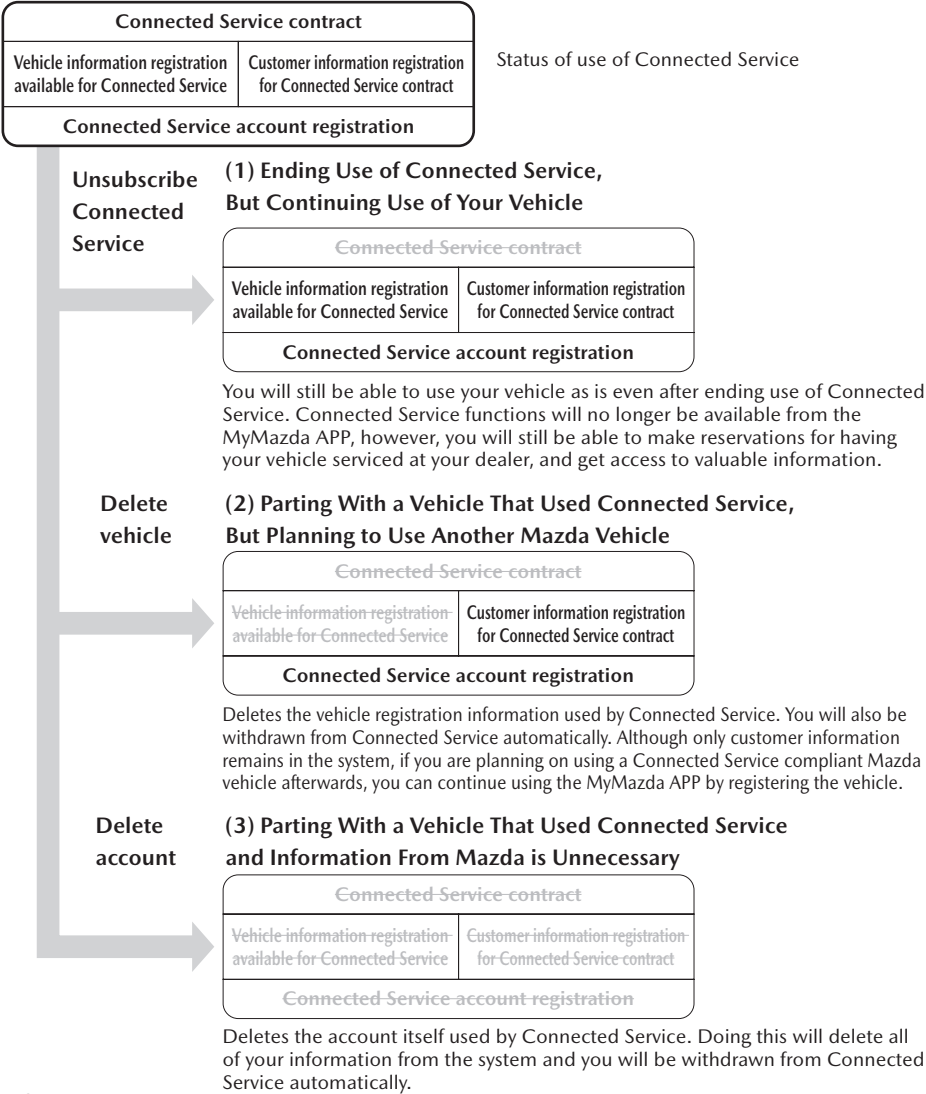 Connected Service contract
Vehicle information registration
available for Connected Service
Customer information registration
for Connected Service contract
Connected Service account registration
Status of use of Connected Service
Unsubscribe
Connected
Service
(1) Ending Use of Connected Service,
But Continuing Use of Your Vehicle
Connected Service contract
Vehicle information registration
available for Connected Service
Customer information registration
for Connected Service contract
Connected Service account registration
You will still be able to use your vehicle as is even after ending use of Connected
Service. Connected Service functions will no longer be available from the
MyMazda APP, however, you will still be able to make reservations for having
your vehicle serviced at your dealer, and get access to valuable information.
Delete
vehicle
(2) Parting With a Vehicle That Used Connected Service,
But Planning to Use Another Mazda Vehicle
Connected Service contract
Vehicle information registration
available for Connected Service
Customer information registration
for Connected Service contract
Connected Service account registration
Deletes the vehicle registration information used by Connected Service. You will also be
withdrawn from Connected Service automatically. Although only customer information
remains in the system, if you are planning on using a Connected Service compliant Mazda
vehicle afterwards, you can continue using the MyMazda APP by registering the vehicle.
Delete
account
(3) Parting With a Vehicle That Used Connected Service
and Information From Mazda is Unnecessary
Connected Service contract
Vehicle information registration
available for Connected Service
Customer information registration
for Connected Service contract
Connected Service account registration
Deletes the account itself used by Connected Service. Doing this will delete all
of your information from the system and you will be withdrawn from Connected
Service automatically.